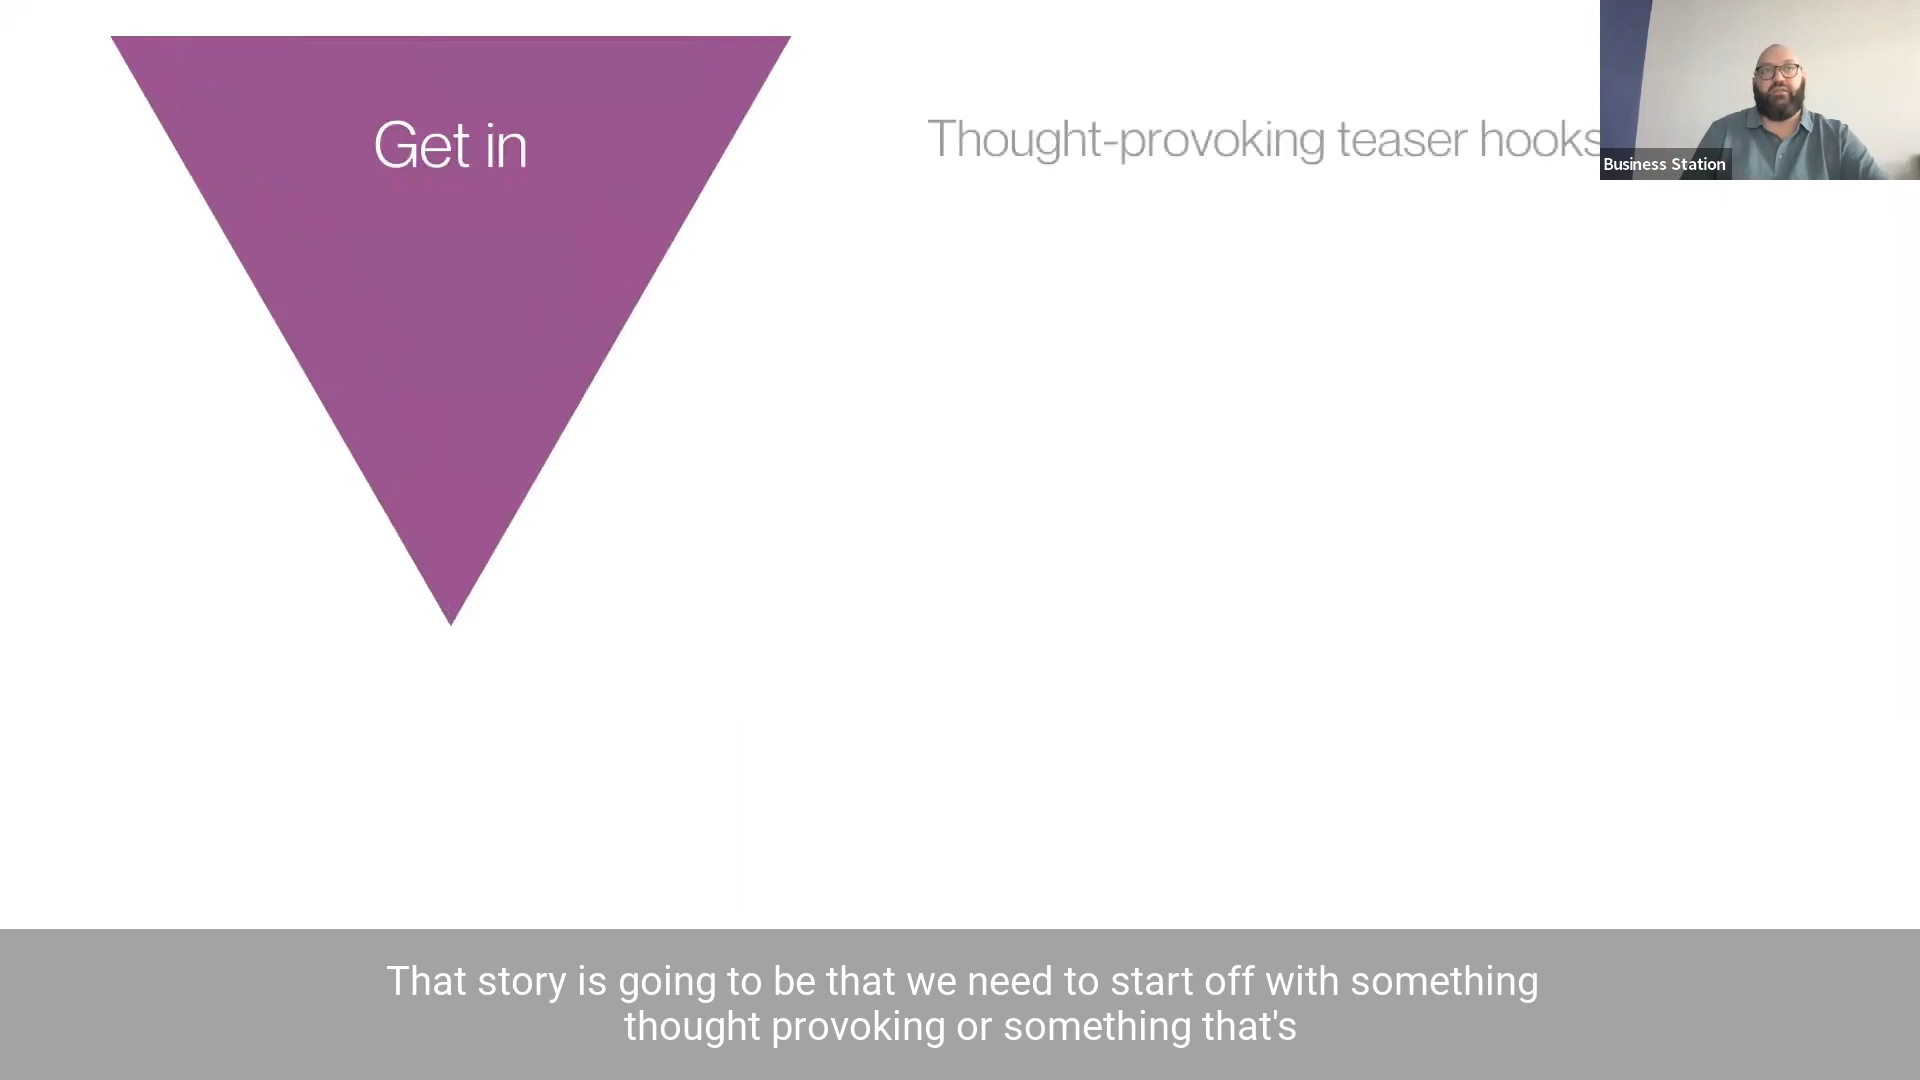 Get in
Thought-provoking teaser hooks
Business Station
That story is going to be that we need to start off with something
thought provoking or something that's